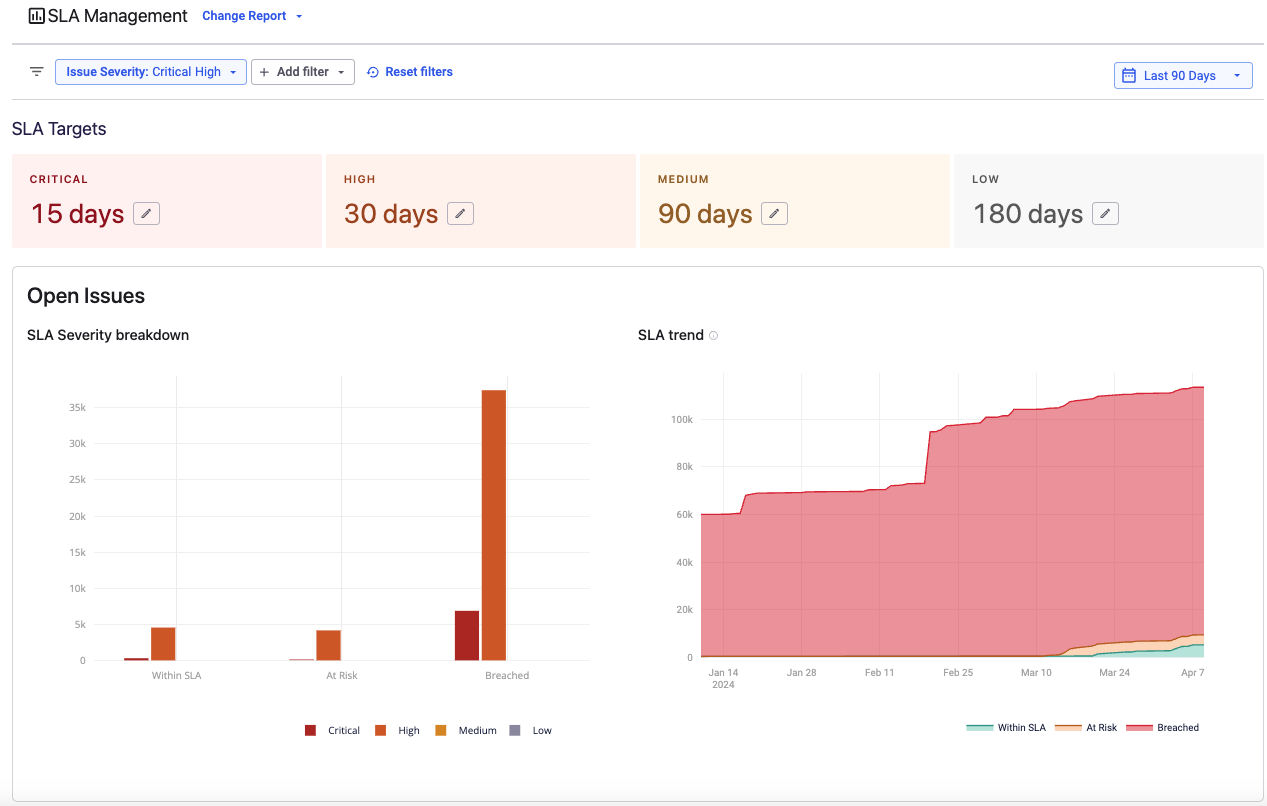 SLA Management Change Report
Issue Severity: Critical High
Add filter
Reset filters
Last 90 Days
SLA Targets
CRITICAL
15 days
HIGH
30 days
MEDIUM
90 days
LOW
180 days
Open Issues
SLA Severity breakdown
35k
30k
25k
20k
15k
10k
5k
0
Within SLA At Risk Breached
Critical High Medium Low
SLA trend
100k
80k
60k
40k
20k
0
Jan 14 Jan 28 Feb 11 Feb 25 Mar 10 Mar 24 Apr 7
2024
Within SLA At Risk Breached